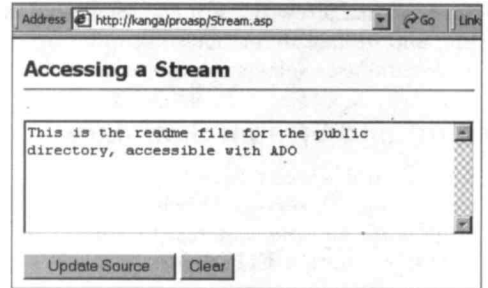 Address http://kanga/proasp/Stream.asp Go Link
Accessing a Stream
This is the readme file for the public
directory, accessible with ADO
Update Source Clear